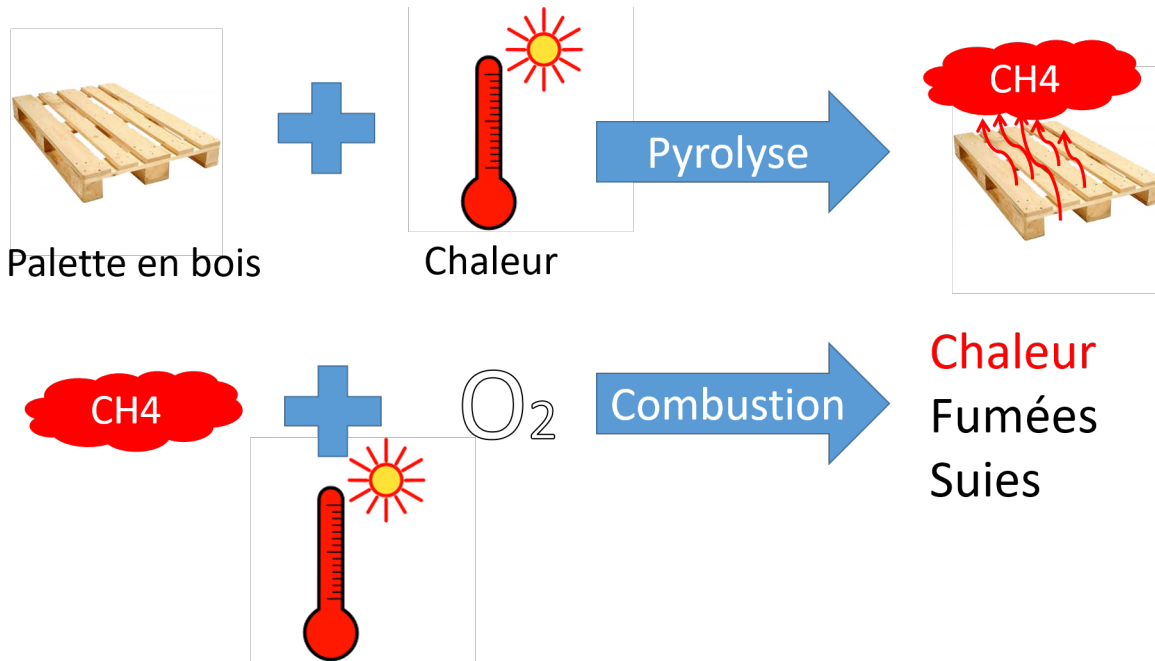 CH4
Pyrolyse
Palette en bois
Chaleur
CH4
O2
Combustion
Chaleur
Fumées
Suies